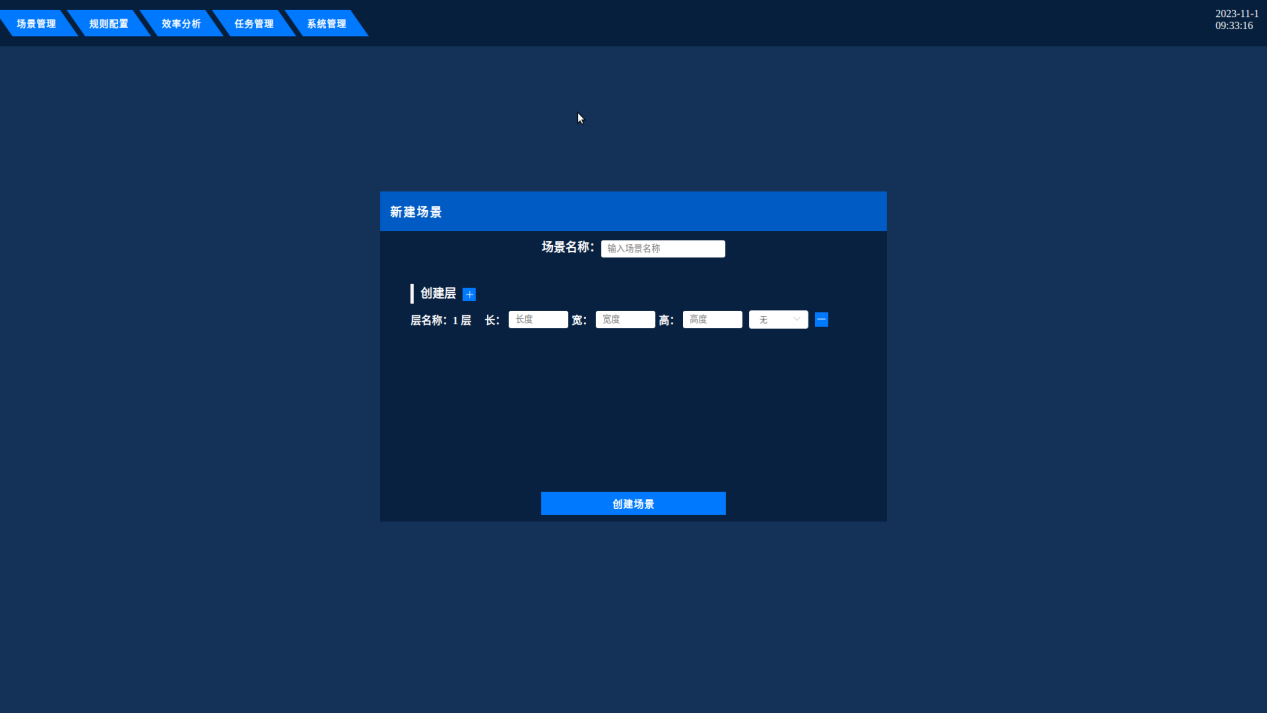 场景管理 规则配置 效率分析 任务管理 系统管理
2023-11-1
09:33:16
新建场景
场景名称： 输入场景名称
创建层
层名称：1 层 长： 长度 宽： 宽度 高： 高度 无
创建场景